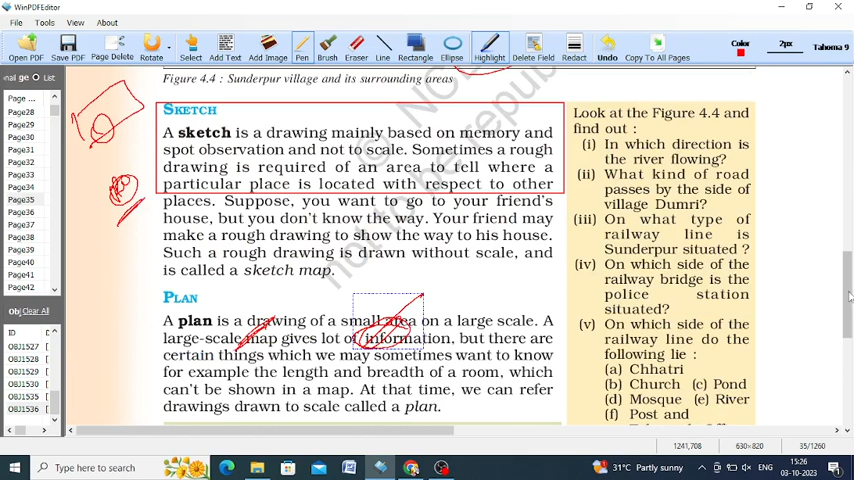 WinPDFEditor
File Tools View About
Open PDF Save PDF Page Delete Rotate Select Add Text Add Image Pen Brush Eraser Line Rectangle Ellipse Highlight Delete Field Redact Undo Copy To All Pages Color 2px Tahoma 9
nail ge List
Page...
Page28
Page29
Page30
Page31
Page32
Page33
Page34
Page35
Page36
Page37
Page38
Page39
Page40
Page41
Page42
Obj Clear All
ID
OBJ1527
OBJ1528
OBJ1529
OBJ1530
OBJ1532
OBJ1533
OBJ1534
OBJ1535
OBJ1536
Figure 4.4 : Sunderpur village and its surrounding areas
SKETCH
A sketch is a drawing mainly based on memory and
spot observation and not to scale. Sometimes a rough
drawing is required of an area to tell where a
particular place is located with respect to other
places. Suppose, you want to go to your friend's
house, but you don't know the way. Your friend may
make a rough drawing to show the way to his house.
Such a rough drawing is drawn without scale, and
is called a sketch map.
PLAN
A plan is a drawing of a small area on a large scale. A
large-scale map gives lot of information, but there are
certain things which we may sometimes want to know
for example the length and breadth of a room, which
can't be shown in a map. At that time, we can refer
drawings drawn to scale called a plan.
Look at the Figure 4.4 and
find out :
(i) In which direction is
the river flowing?
(ii) What kind of road
passes by the side of
village Dumri?
(iii) On what type of
railway line is
Sunderpur situated ?
(iv) On which side of the
railway bridge is the
police station
situated?
(v) On which side of the
railway line do the
following lie :
(a) Chhatri
(b) Church (c) Pond
(d) Mosque (e) River
(f) Post and
© NC
not to be republ
1241,708 630×820 35/1260
Type here to search
31°C Partly sunny
ENG
15:26
03-10-2023